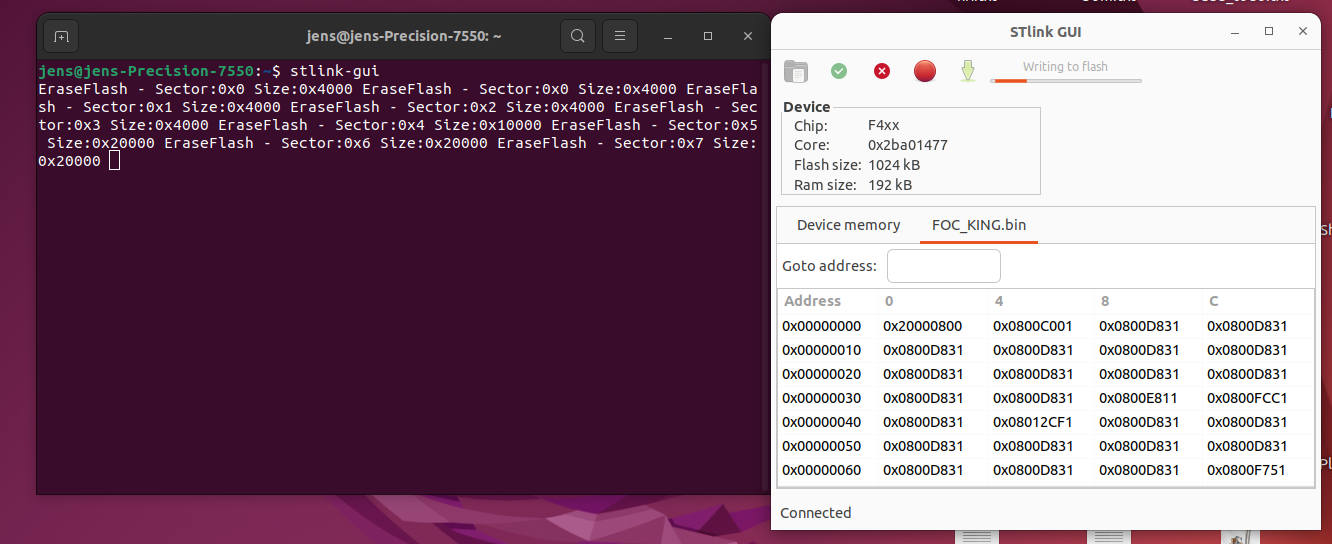 jens@jens-Precision-7550: ~
jens@jens-Precision-7550:~$ stlink-gui
EraseFlash - Sector:0x0 Size:0x4000 EraseFlash - Sector:0x0 Size:0x4000 EraseFla
sh - Sector:0x1 Size:0x4000 EraseFlash - Sector:0x2 Size:0x4000 EraseFlash - Sec
tor:0x3 Size:0x4000 EraseFlash - Sector:0x4 Size:0x10000 EraseFlash - Sector:0x5
 Size:0x20000 EraseFlash - Sector:0x6 Size:0x20000 EraseFlash - Sector:0x7 Size:
0x20000
STlink GUI
Writing to flash
Device
Chip: F4xx
Core: 0x2ba01477
Flash size: 1024 kB
Ram size: 192 kB
Device memory FOC_KING.bin
Goto address:
Address 0 4 8 C
0x00000000 0x20000800 0x0800C001 0x0800D831 0x0800D831
0x00000010 0x0800D831 0x0800D831 0x0800D831 0x0800D831
0x00000020 0x0800D831 0x0800D831 0x0800D831 0x0800D831
0x00000030 0x0800D831 0x0800D831 0x0800E811 0x0800FCC1
0x00000040 0x0800D831 0x08012CF1 0x0800D831 0x0800D831
0x00000050 0x0800D831 0x0800D831 0x0800D831 0x0800D831
0x00000060 0x0800D831 0x0800D831 0x0800D831 0x0800F751
Connected